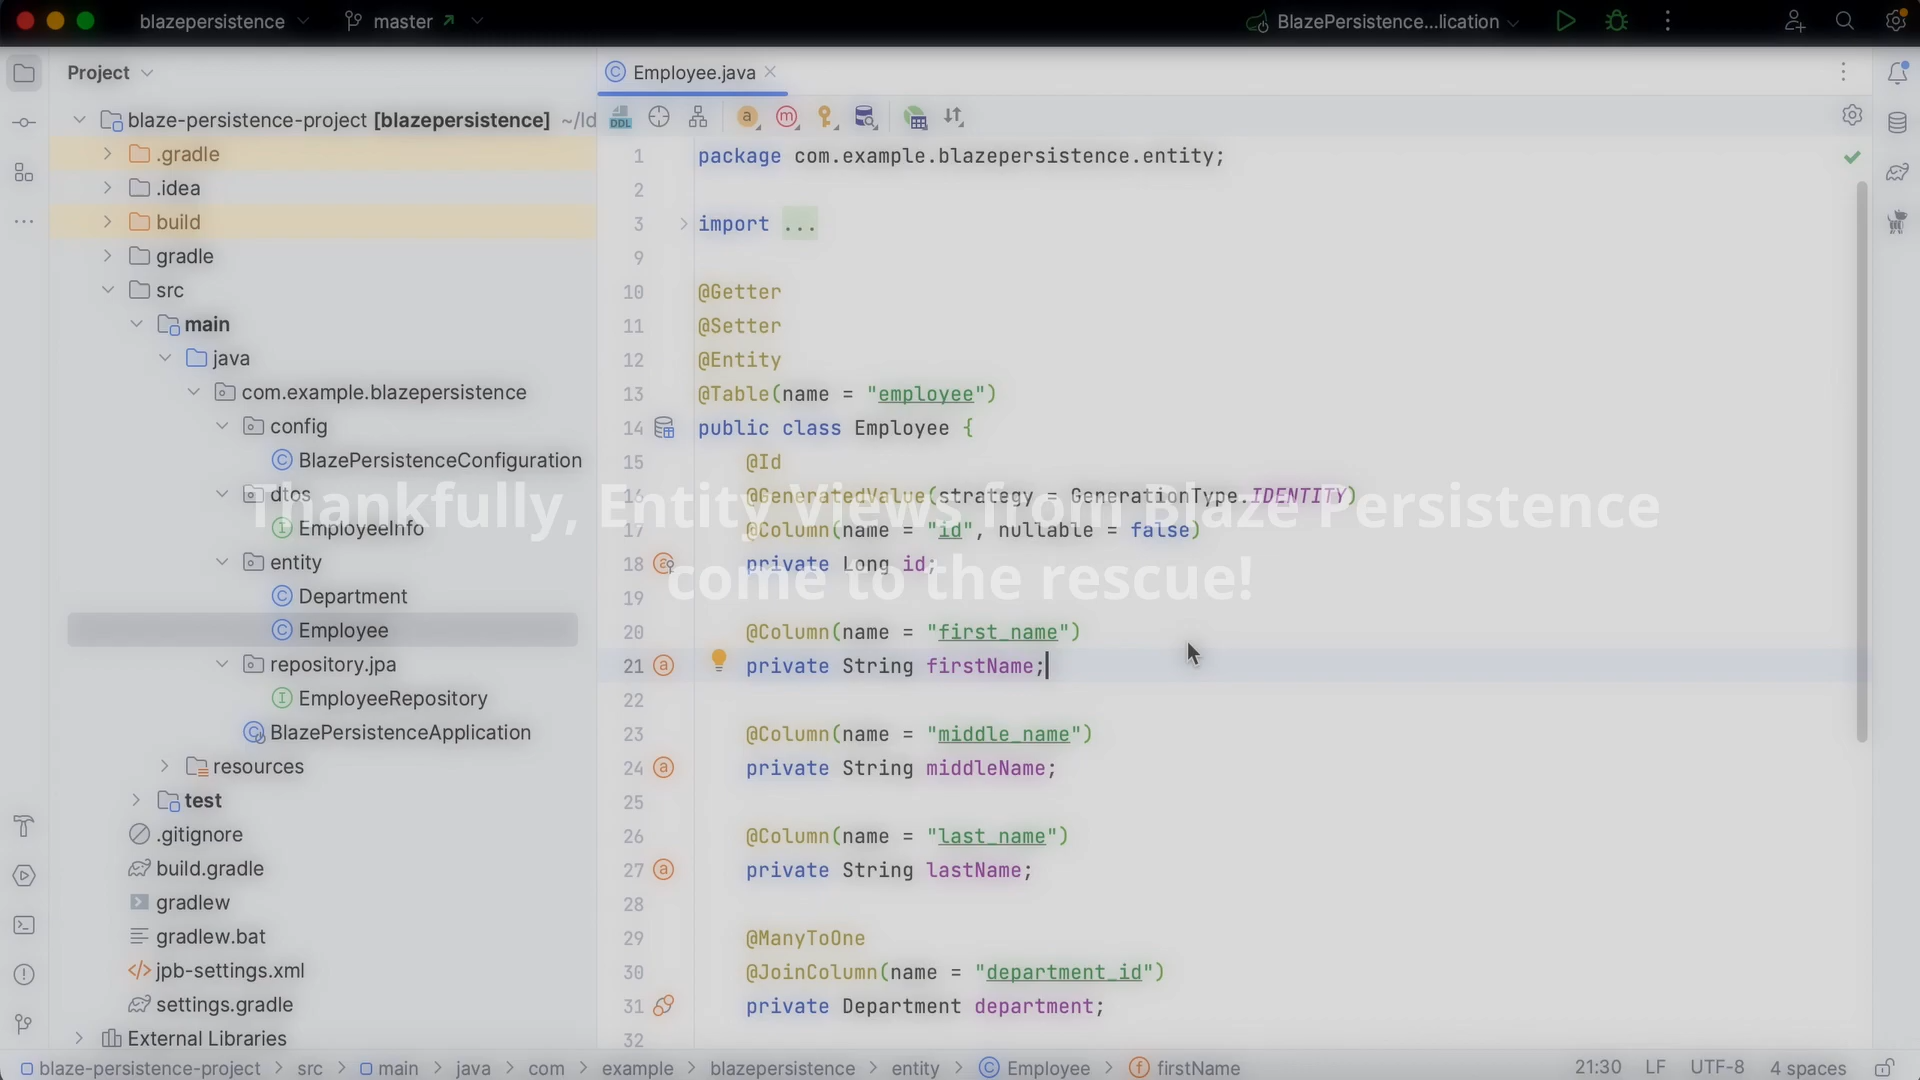 blazepersistence
master
BlazePersistence...lication
Project
Employee.java
blaze-persistence-project [blazepersistence] ~/Id
.gradle
.idea
build
gradle
src
main
java
com.example.blazepersistence
config
BlazePersistenceConfiguration
dtos
EmployeeInfo
entity
Department
Employee
repository.jpa
EmployeeRepository
BlazePersistenceApplication
resources
test
.gitignore
build.gradle
gradlew
gradlew.bat
jpb-settings.xml
settings.gradle
External Libraries
DDL
1 package com.example.blazepersistence.entity;
2
3 import ...
9
10 @Getter
11 @Setter
12 @Entity
13 @Table(name = "employee")
14 public class Employee {
15 @Id
16 @GeneratedValue(strategy = GenerationType.IDENTITY)
17 @Column(name = "id", nullable = false)
18 private Long id;
19
20 @Column(name = "first_name")
21 private String firstName;
22
23 @Column(name = "middle_name")
24 private String middleName;
25
26 @Column(name = "last_name")
27 private String lastName;
28
29 @ManyToOne
30 @JoinColumn(name = "department_id")
31 private Department department;
32
Thankfully, Entity Views from Blaze Persistence
come to the rescue!
blaze-persistence-project > src > main > java > com > example > blazepersistence > entity > Employee > firstName
21:30 LF UTF-8 4 spaces